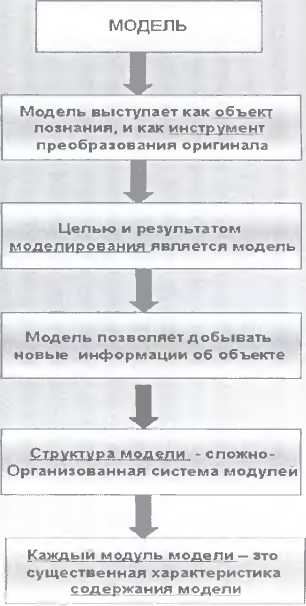 МОДЕЛЬ
Модель выступает как объект
познания, и как инструмент
преобразования оригинала
Целью и результатом
моделирования является модель
Модель позволяет добывать
новые информации об объекте
Структура модели - сложно-
Организованная система модулей
Каждый модуль модели – это
существенная характеристика
содержания модели